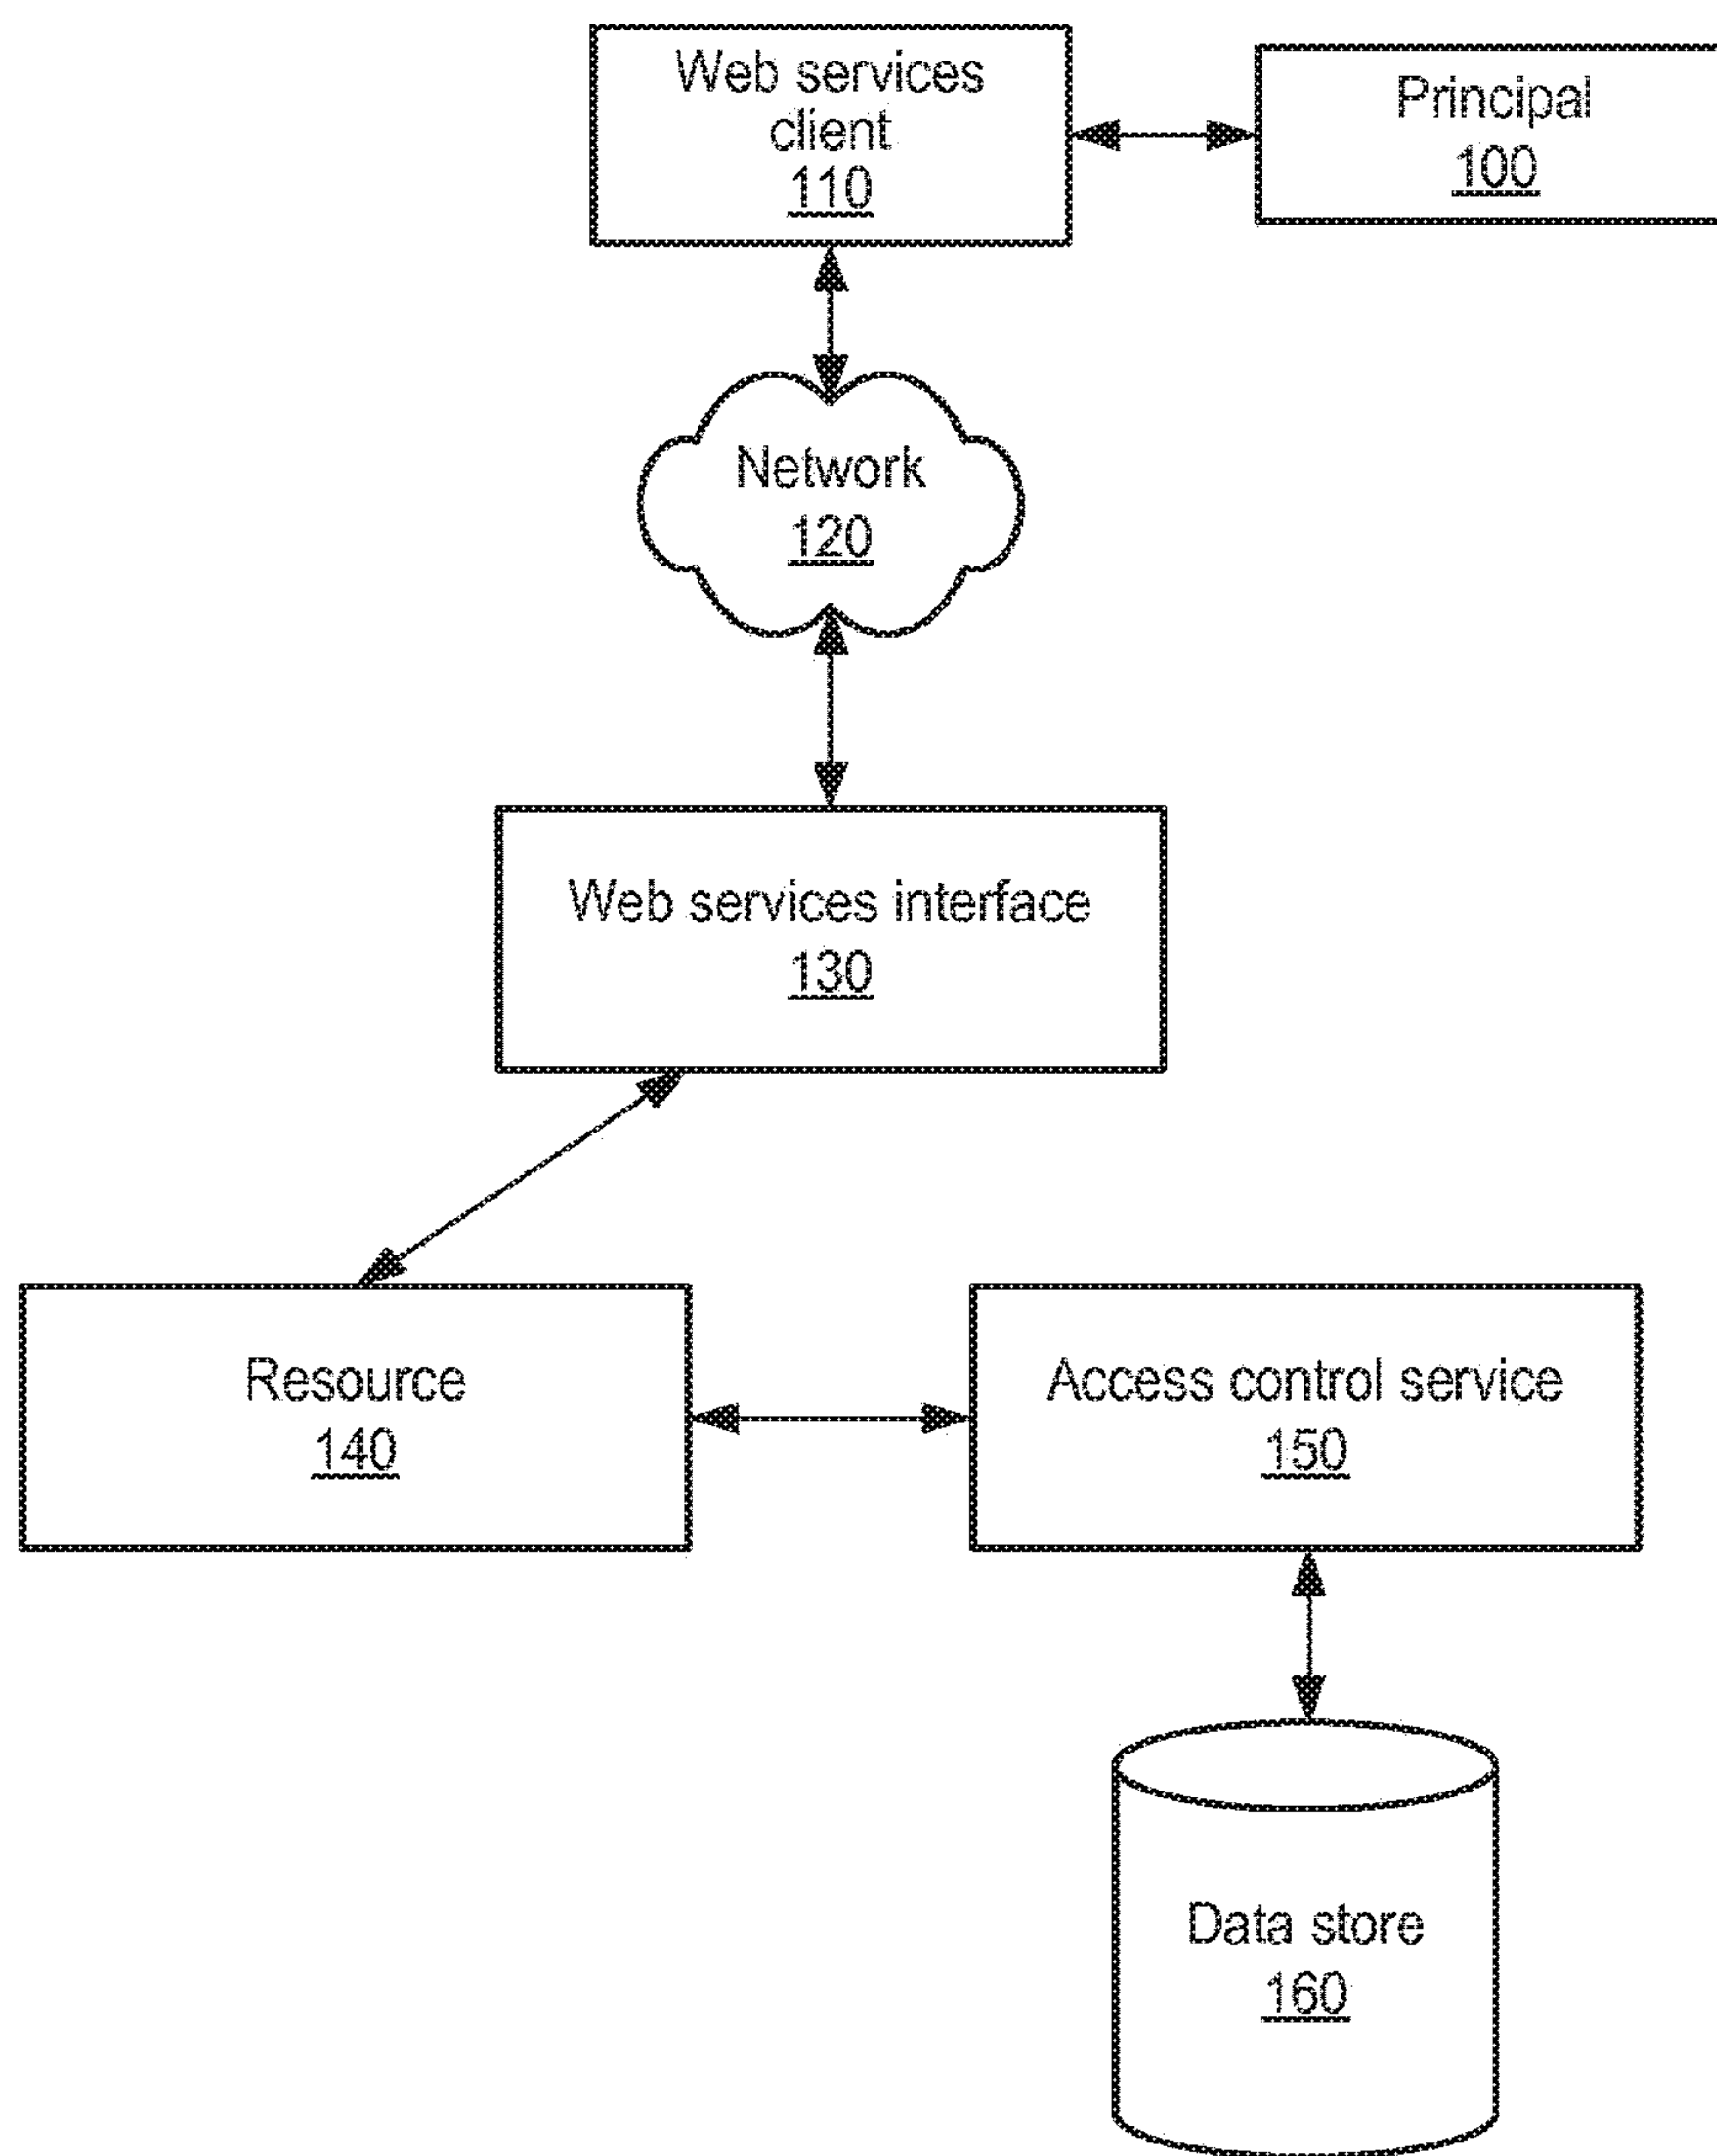 Web services
client
110
Principal
100
Network
120
Web services interface
130
Resource
140
Access control service
150
Data store
160